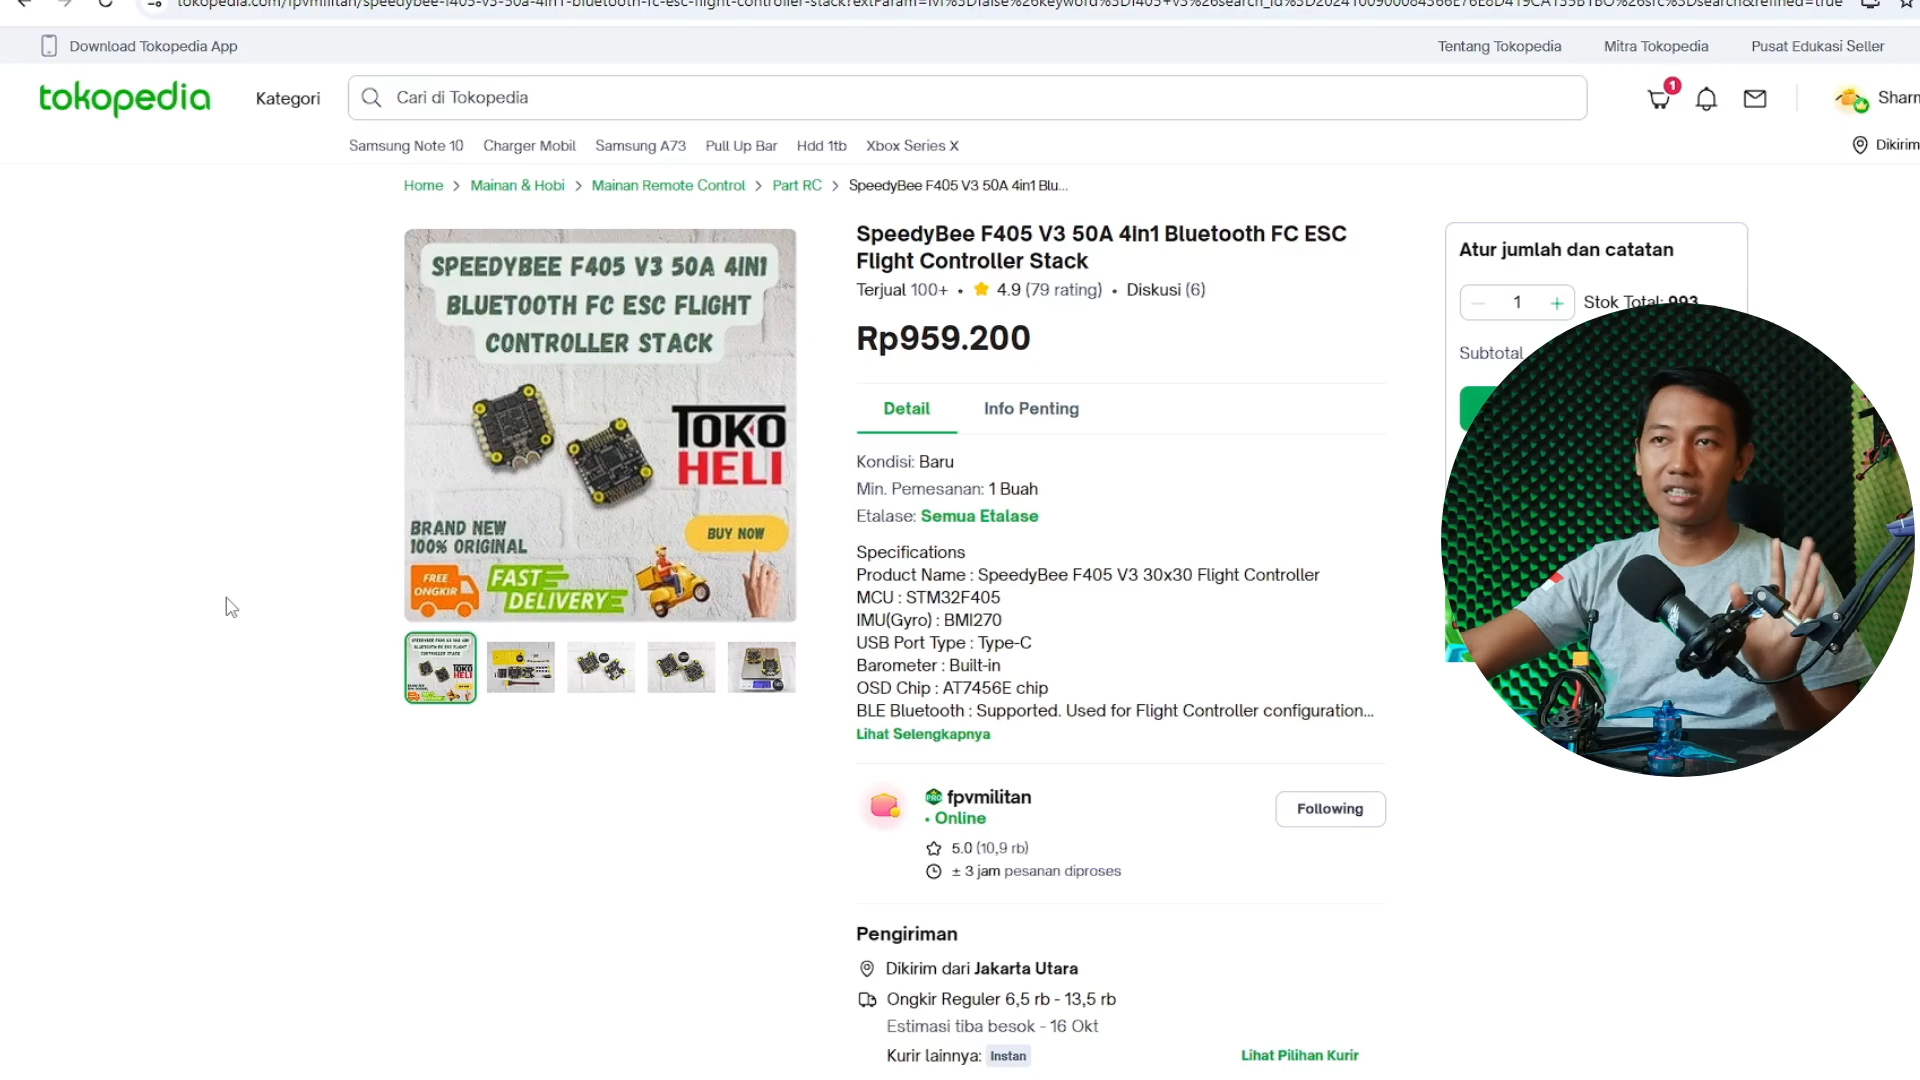 Download Tokopedia App
Tentang Tokopedia
Mitra Tokopedia
Pusat Edukasi Seller
tokopedia
Kategori
Cari di Tokopedia
1
Samsung Note 10
Charger Mobil
Samsung A73
Pull Up Bar
Hdd 1tb
Xbox Series X
Dikirim
Home > Mainan & Hobi > Mainan Remote Control > Part RC > SpeedyBee F405 V3 50A 4in1 Blu...
SPEEDYBEE F405 V3 50A 4IN1
BLUETOOTH FC ESC FLIGHT
CONTROLLER STACK
TOKO
HELI
BRAND NEW
100% ORIGINAL
BUY NOW
FREE
ONGKIR
FAST
DELIVERY
SpeedyBee F405 V3 50A 4in1 Bluetooth FC ESC
Flight Controller Stack
Terjual 100+ • 4.9 (79 rating) • Diskusi (6)
Rp959.200
Detail
Info Penting
Kondisi: Baru
Min. Pemesanan: 1 Buah
Etalase: Semua Etalase
Specifications
Product Name : SpeedyBee F405 V3 30x30 Flight Controller
MCU : STM32F405
IMU(Gyro) : BMI270
USB Port Type : Type-C
Barometer : Built-in
OSD Chip : AT7456E chip
BLE Bluetooth : Supported. Used for Flight Controller configuration...
Lihat Selengkapnya
PRO fpvmilitan
• Online
5.0 (10,9 rb)
± 3 jam pesanan diproses
Following
Pengiriman
Dikirim dari Jakarta Utara
Ongkir Reguler 6,5 rb - 13,5 rb
Estimasi tiba besok - 16 Okt
Kurir lainnya: Instan
Lihat Pilihan Kurir
Atur jumlah dan catatan
1
Stok Total: 993
Subtotal